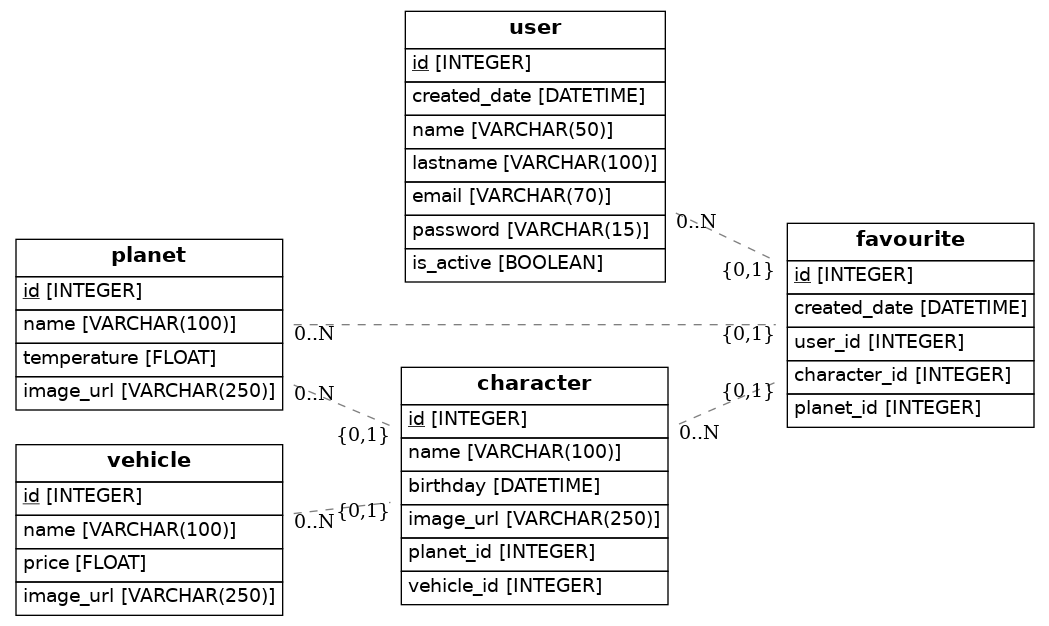 user
id [INTEGER]
created_date [DATETIME]
name [VARCHAR(50)]
lastname [VARCHAR(100)]
email [VARCHAR(70)]
password [VARCHAR(15)]
is_active [BOOLEAN]
0..N
{0,1}
favourite
id [INTEGER]
created_date [DATETIME]
user_id [INTEGER]
character_id [INTEGER]
planet_id [INTEGER]
planet
id [INTEGER]
name [VARCHAR(100)]
temperature [FLOAT]
image_url [VARCHAR(250)]
0..N
{0,1}
0..N
{0,1}
character
id [INTEGER]
name [VARCHAR(100)]
birthday [DATETIME]
image_url [VARCHAR(250)]
planet_id [INTEGER]
vehicle_id [INTEGER]
{0,1}
0..N
vehicle
id [INTEGER]
name [VARCHAR(100)]
price [FLOAT]
image_url [VARCHAR(250)]
0..N
{0,1}